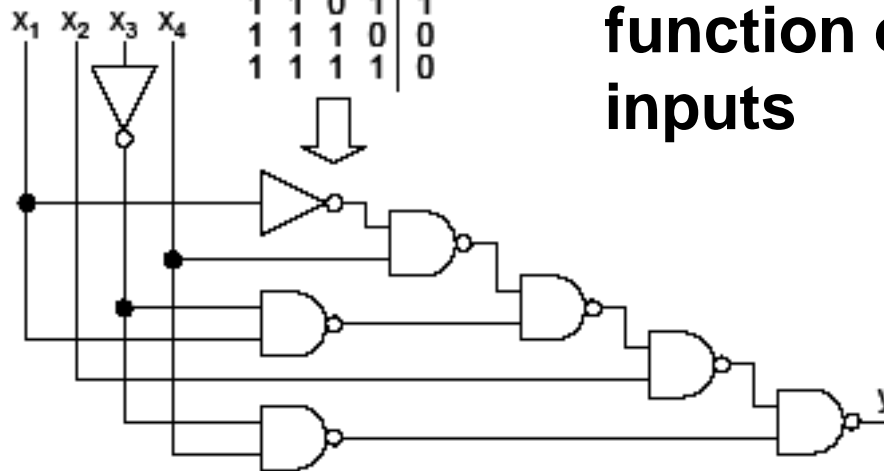 1 1 0 1 1
1 1 1 0 0
1 1 1 1 0
function
inputs
x1 x2 x3 x4
y